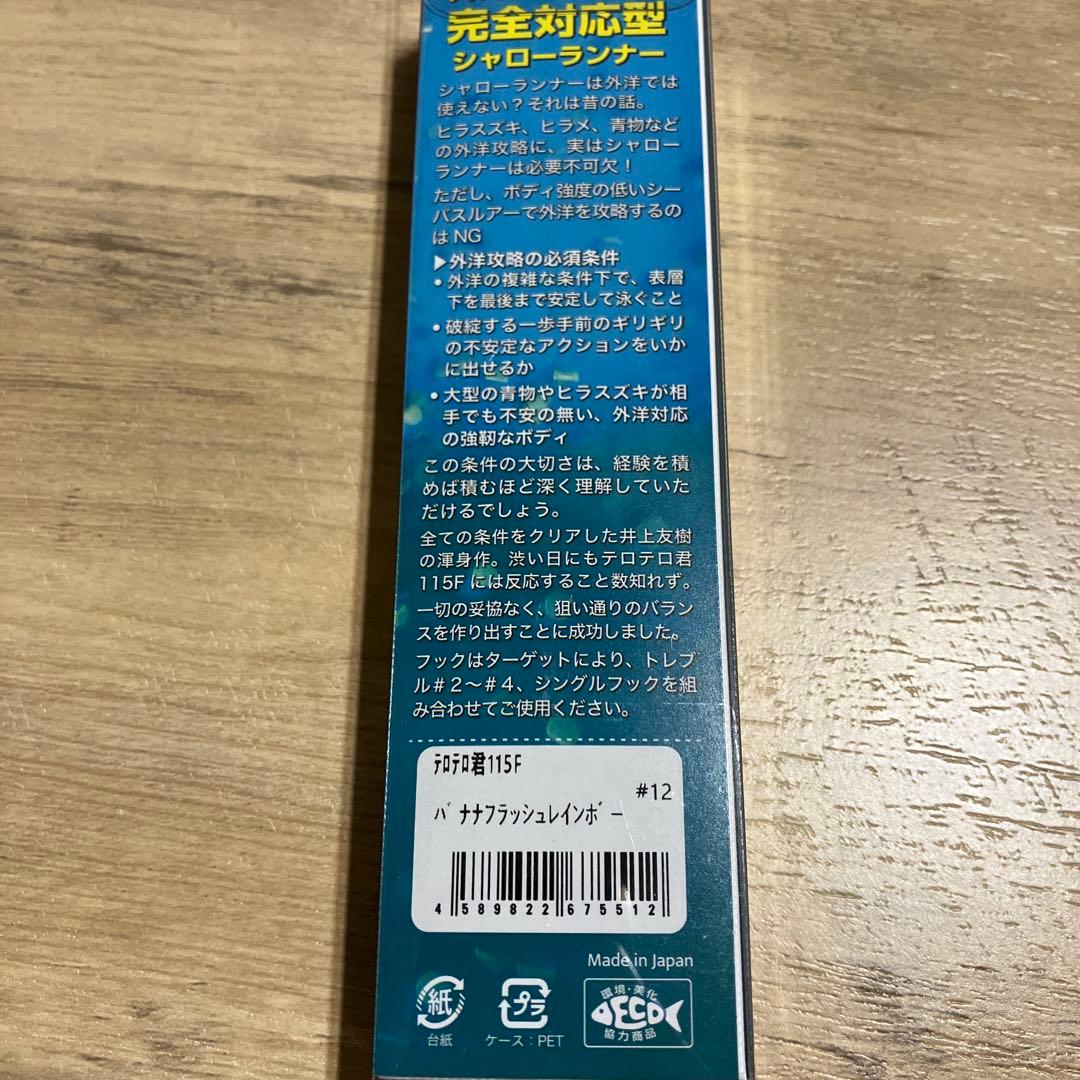 完全対応型
シャローランナー
シャローランナーは外洋では
使えない？それは昔の話。
ヒラスズキ、ヒラメ、青物など
の外洋攻略に、実はシャロー
ランナーは必要不可欠！
ただし、ボディ強度の低いシー
バスルアーで外洋を攻略するの
は NG
▶外洋攻略の必須条件
• 外洋の複雑な条件下で、表層
下を最後まで安定して泳ぐこと
• 破綻する一歩手前のギリギリ
の不安定なアクションをいか
に出せるか
• 大型の青物やヒラスズキが相
手でも不安の無い、外洋対応
の強靭なボディ
この条件の大切さは、経験を積
めば積むほど深く理解していた
だけるでしょう。
全ての条件をクリアした井上友樹
の渾身作。渋い日にもテロテロ君
115F には反応すること数知れず。
一切の妥協なく、狙い通りのバラン
スを作り出すことに成功しました。
フックはターゲットにより、トレブ
ル＃2〜＃4、シングルフックを組
み合わせてご使用ください。
ﾃﾛﾃﾛ君115F
#12
ﾊﾞﾅﾅﾌﾗｯｼｭﾚｲﾝﾎﾞｰ
4 589822 675512
Made in Japan
紙
台紙
プラ
ケース：PET
環境・美化
ECO
協力商品